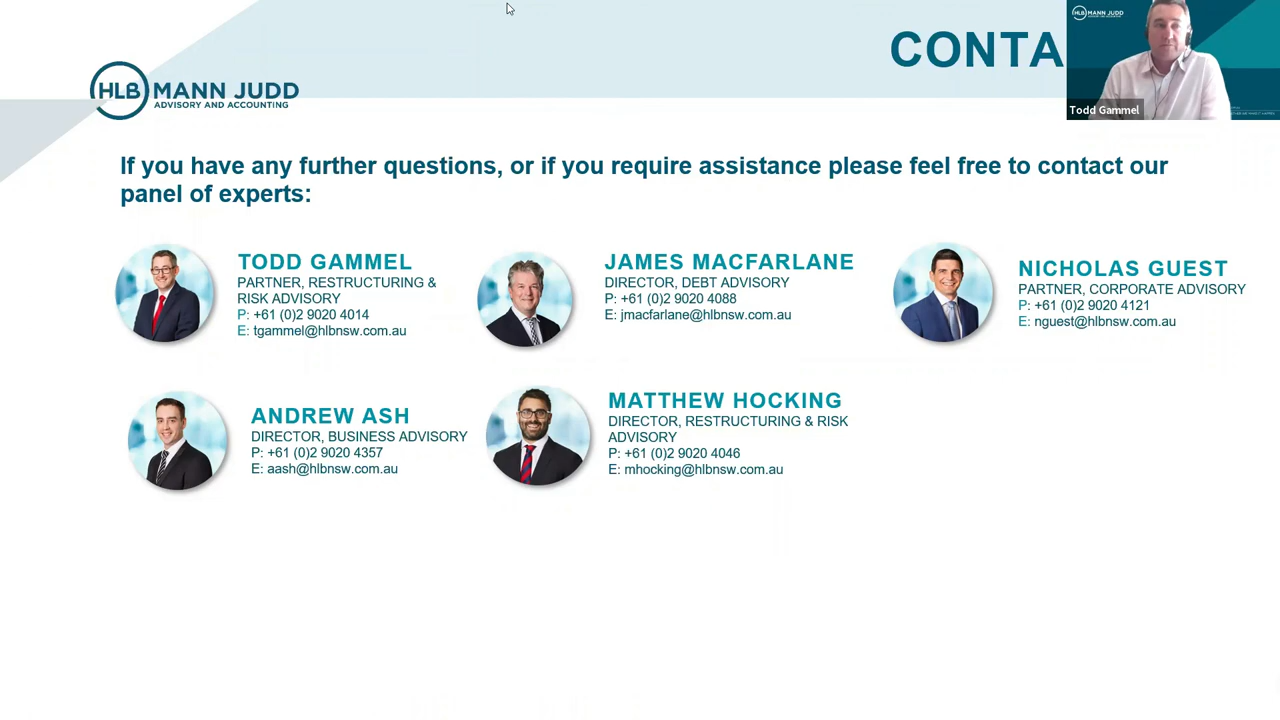 CONTA
HLB MANN JUDD
ADVISORY AND ACCOUNTING
HLB MANN JUDD
Todd Gammel
If you have any further questions, or if you require assistance please feel free to contact our
panel of experts:
TODD GAMMEL
PARTNER, RESTRUCTURING &
RISK ADVISORY
P: +61 (0)2 9020 4014
E: tgammel@hlbnsw.com.au
JAMES MACFARLANE
DIRECTOR, DEBT ADVISORY
P: +61 (0)2 9020 4088
E: jmacfarlane@hlbnsw.com.au
NICHOLAS GUEST
PARTNER, CORPORATE ADVISORY
P: +61 (0)2 9020 4121
E: nguest@hlbnsw.com.au
ANDREW ASH
DIRECTOR, BUSINESS ADVISORY
P: +61 (0)2 9020 4357
E: aash@hlbnsw.com.au
MATTHEW HOCKING
DIRECTOR, RESTRUCTURING & RISK
ADVISORY
P: +61 (0)2 9020 4046
E: mhocking@hlbnsw.com.au